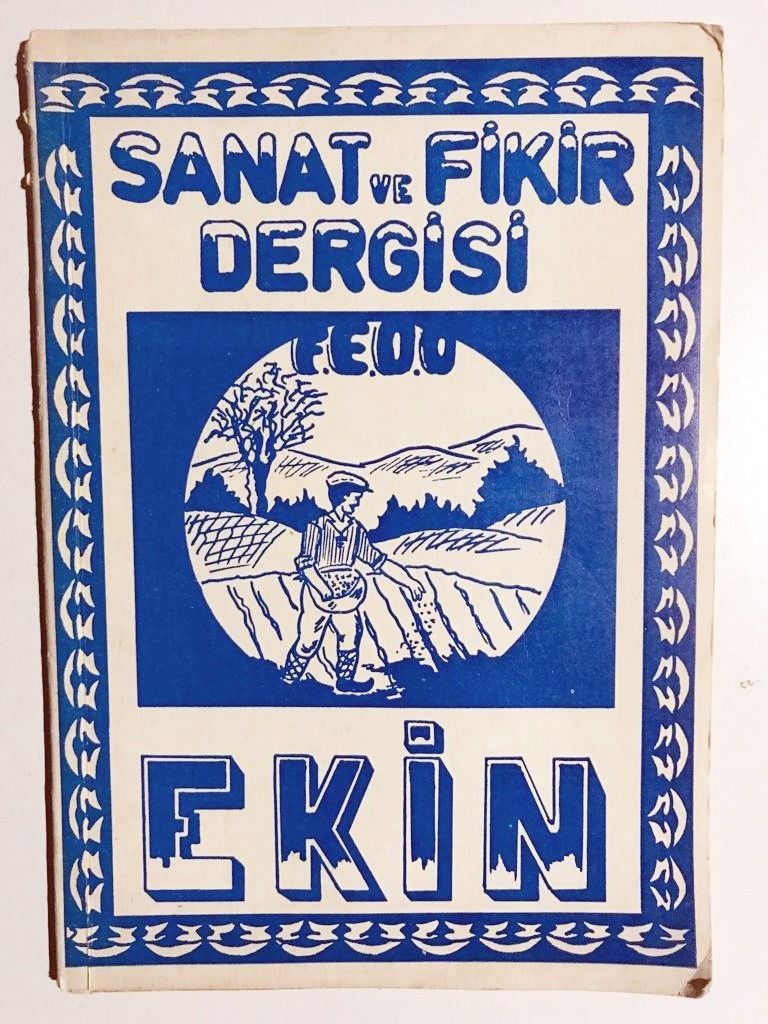 SANAT VE FİKİR
DERGİSİ
F.E.D.O
EKİN